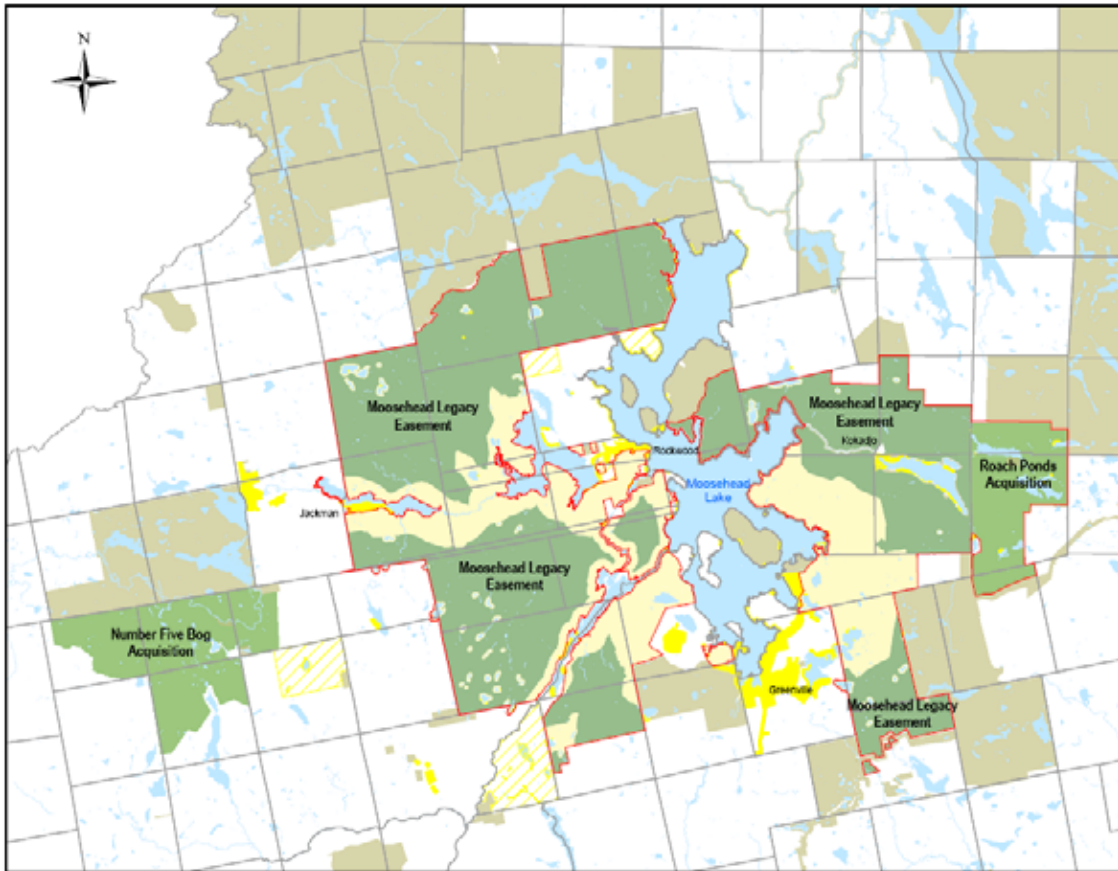 N
Moosehead Legacy
Easement
Moosehead Legacy
Easement
Kokadjo
Rockwood
Roach Ponds
Acquisition
Moosehead
Lake
Jackman
Moosehead Legacy
Easement
Number Five Bog
Acquisition
Greenville
Moosehead Legacy
Easement